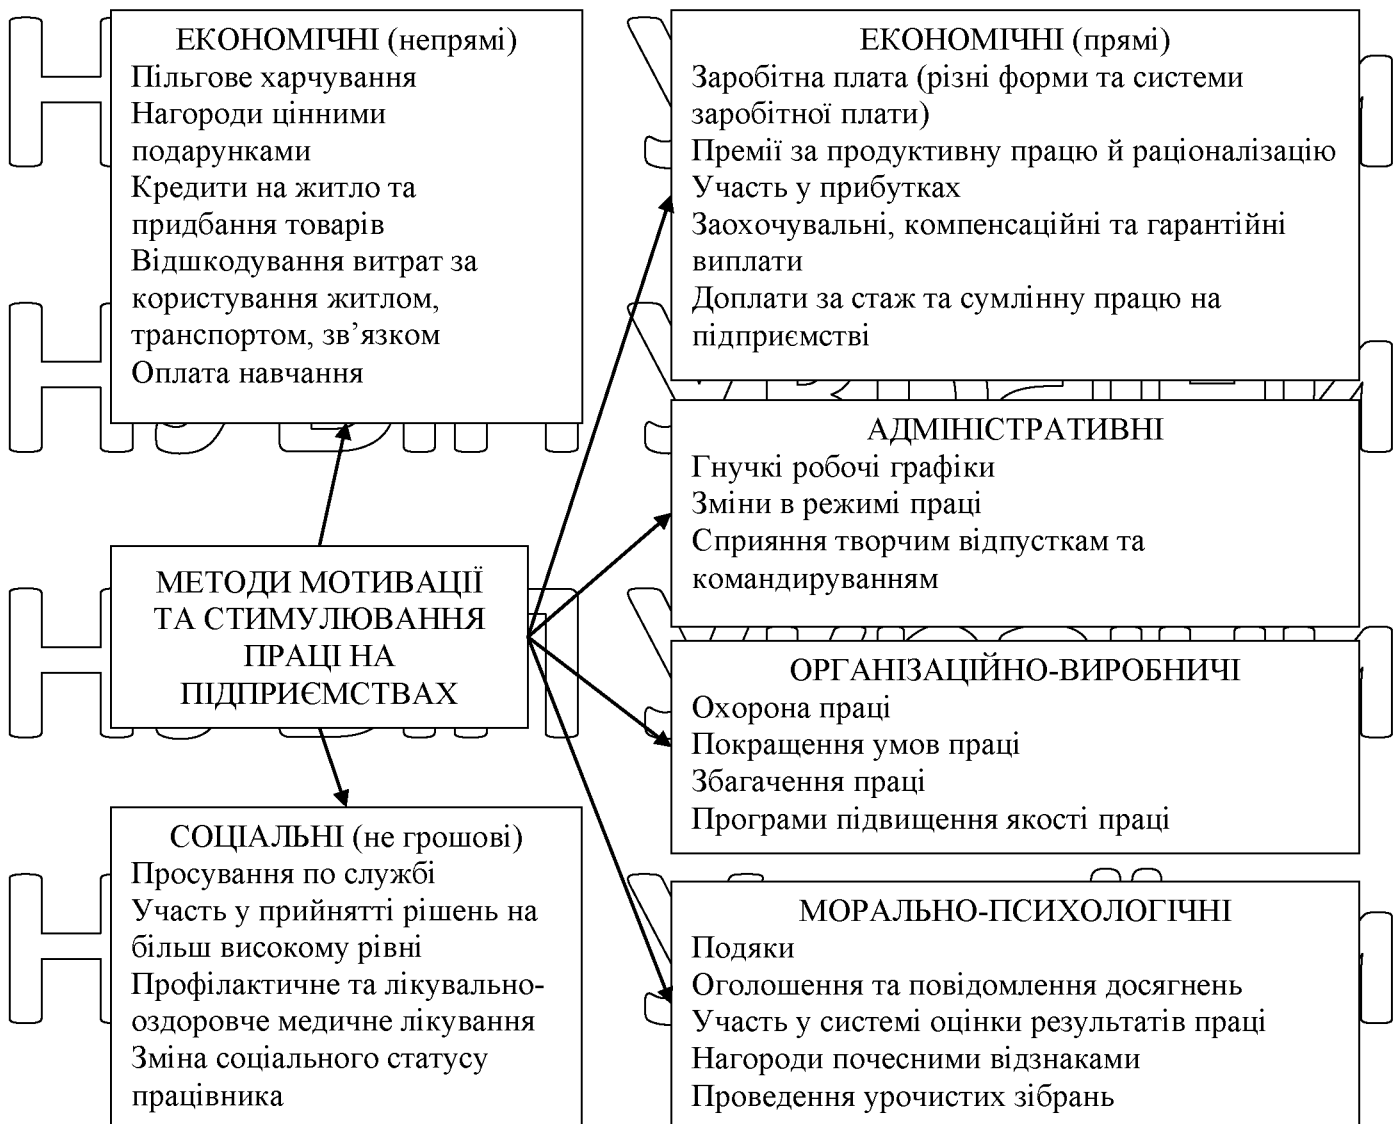 ЕКОНОМІЧНІ (непрямі)
Пільгове харчування
Нагороди цінними
подарунками
Кредити на житло та
придбання товарів
Відшкодування витрат за
користування житлом,
транспортом, зв’язком
Оплата навчання
ЕКОНОМІЧНІ (прямі)
Заробітна плата (різні форми та системи
заробітної плати)
Премії за продуктивну працю й раціоналізацію
Участь у прибутках
Заохочувальні, компенсаційні та гарантійні
виплати
Доплати за стаж та сумлінну працю на
підприємстві
АДМІНІСТРАТИВНІ
Гнучкі робочі графіки
Зміни в режимі праці
Сприяння творчим відпусткам та
командируванням
МЕТОДИ МОТИВАЦІЇ
ТА СТИМУЛЮВАННЯ
ПРАЦІ НА
ПІДПРИЄМСТВАХ
ОРГАНІЗАЦІЙНО-ВИРОБНИЧІ
Охорона праці
Покращення умов праці
Збагачення праці
Програми підвищення якості праці
СОЦІАЛЬНІ (не грошові)
Просування по службі
Участь у прийнятті рішень на
більш високому рівні
Профілактичне та лікувально-
оздоровче медичне лікування
Зміна соціального статусу
працівника
МОРАЛЬНО-ПСИХОЛОГІЧНІ
Подяки
Оголошення та повідомлення досягнень
Участь у системі оцінки результатів праці
Нагороди почесними відзнаками
Проведення урочистих зібрань